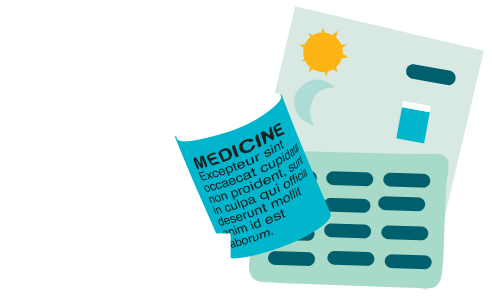 MEDICINE
Excepteur sint
occaecat cupidatat
non proident, sunt
in culpa qui officia
deserunt mollit
anim id est
laborum.